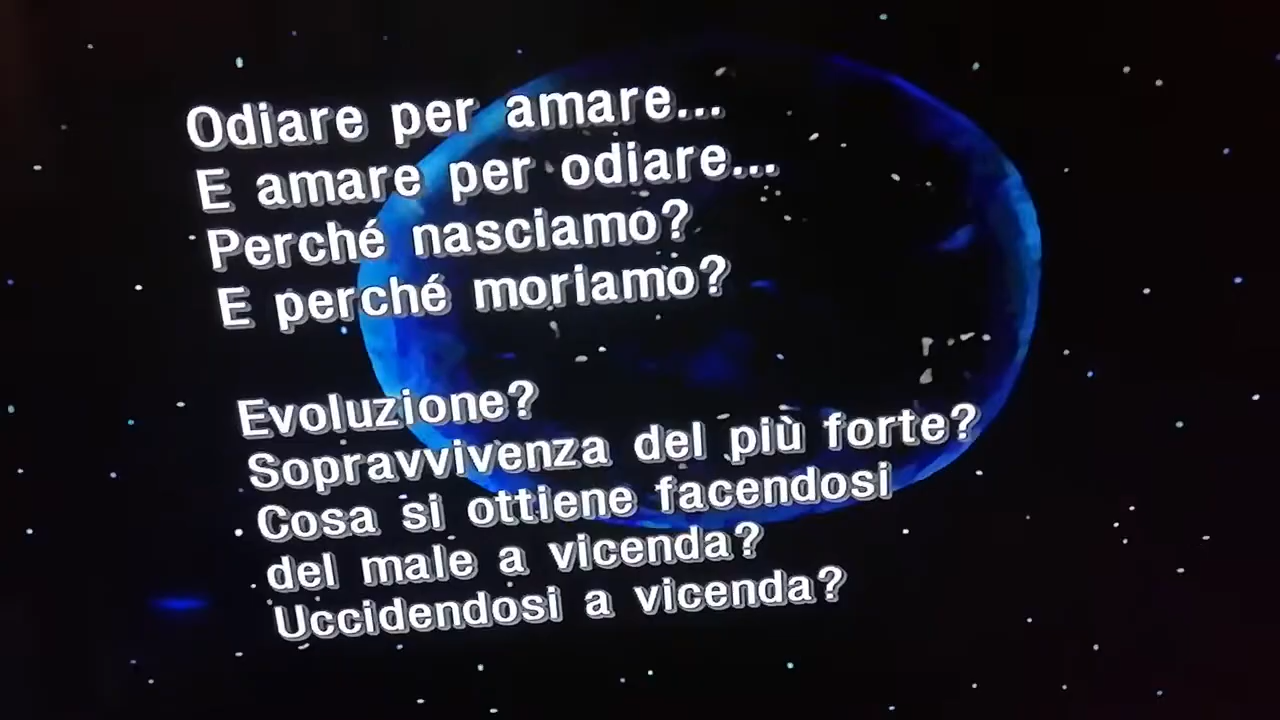 Odiare per amare...
E amare per odiare...
Perché nasciamo?
E perché moriamo?
Evoluzione?
Sopravvivenza del più forte?
Cosa si ottiene facendosi
del male a vicenda?
Uccidendosi a vicenda?